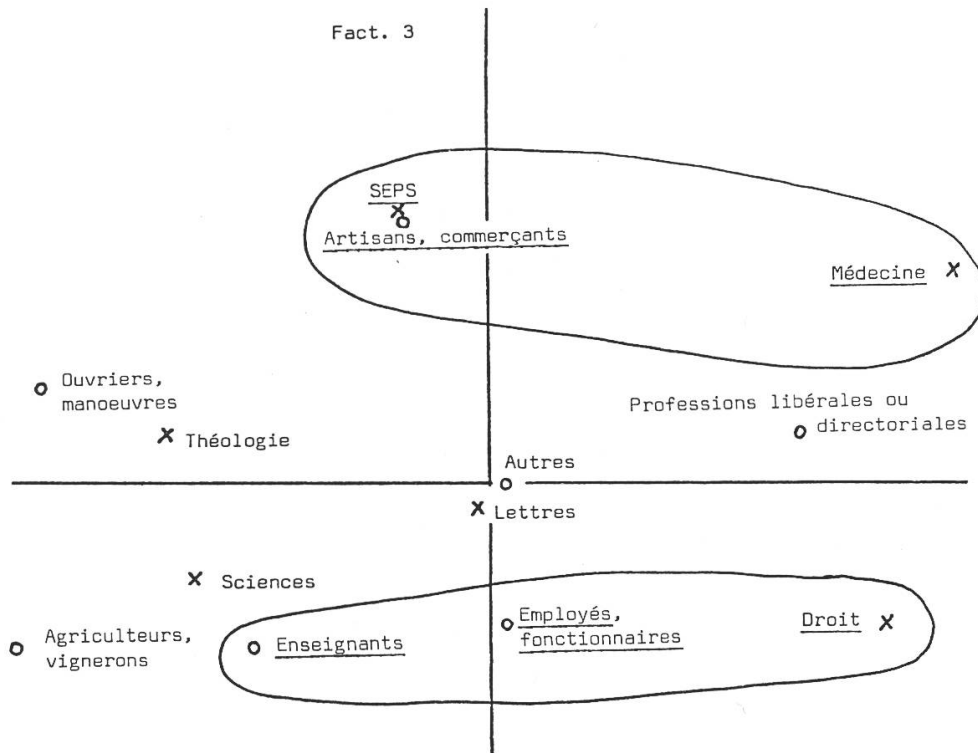 Fact. 3
SEPS
Artisans, commerçants
Médecine
Ouvriers,
manoeuvres
Professions libérales ou
directoriales
Théologie
Autres
Lettres
Sciences
Employés,
fonctionnaires
Droit
Agriculteurs,
vignerons
Enseignants